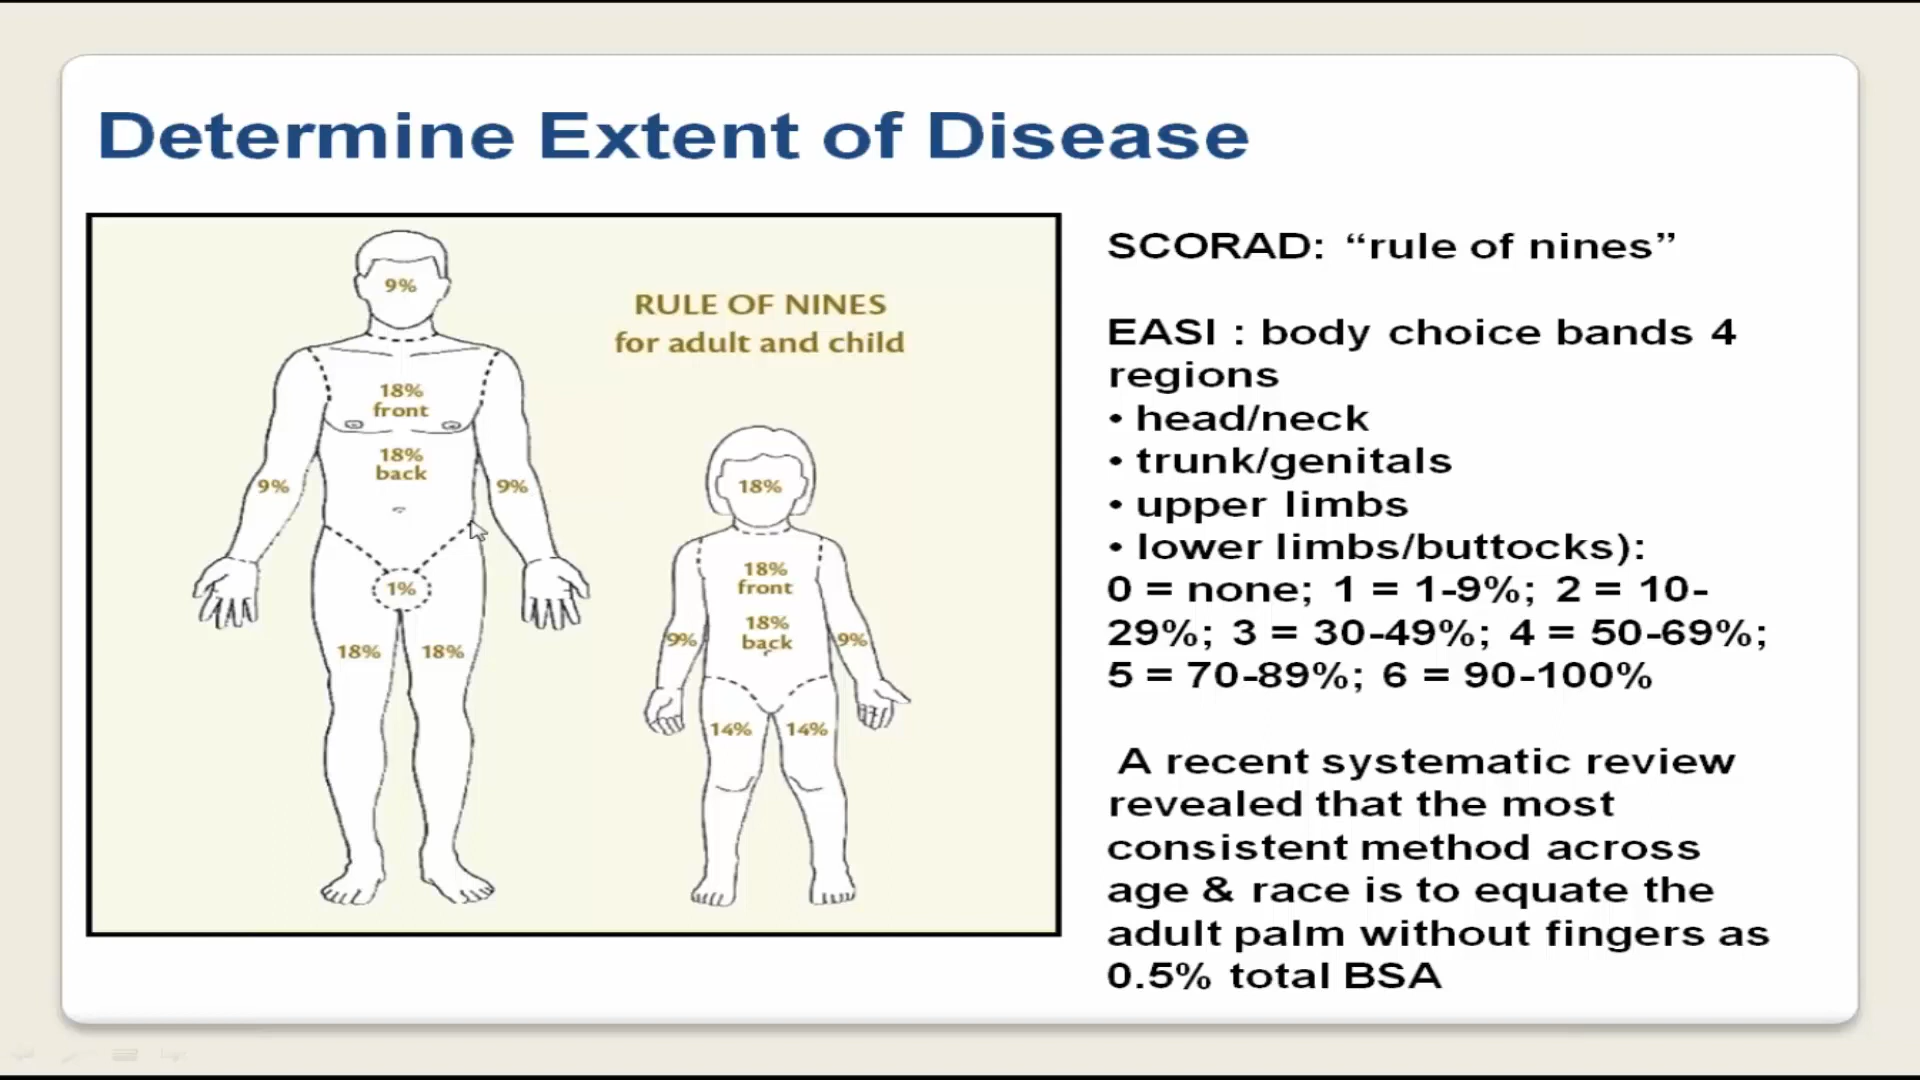 Determine Extent of Disease
RULE OF NINES
for adult and child
9%
18%
front
18%
back
9%
9%
1%
18%
18%
18%
18%
front
18%
back
9%
9%
14%
14%
SCORAD: “rule of nines”
EASI : body choice bands 4
regions
• head/neck
• trunk/genitals
• upper limbs
• lower limbs/buttocks):
0 = none; 1 = 1-9%; 2 = 10-
29%; 3 = 30-49%; 4 = 50-69%;
5 = 70-89%; 6 = 90-100%
A recent systematic review
revealed that the most
consistent method across
age & race is to equate the
adult palm without fingers as
0.5% total BSA